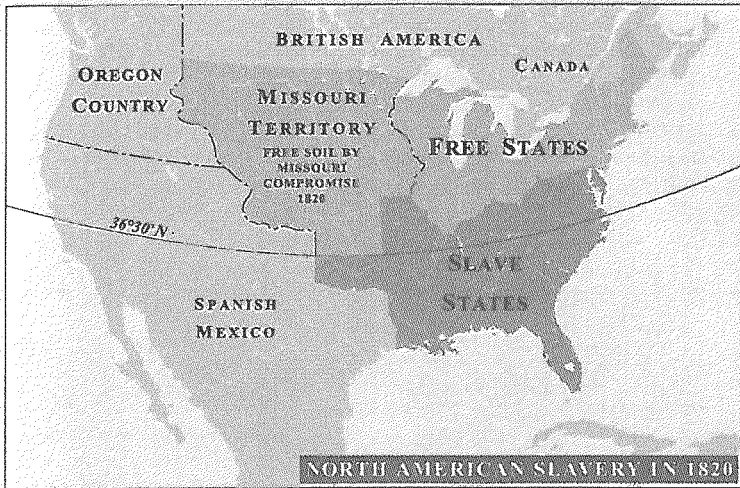 BRITISH AMERICA
CANADA
OREGON
COUNTRY
MISSOURI
TERRITORY
FREE SOIL BY
MISSOURI
COMPROMISE
1820
FREE STATES
36°30' N
SLAVE
STATES
SPANISH
MEXICO
NORTH AMERICAN SLAVERY IN 1820